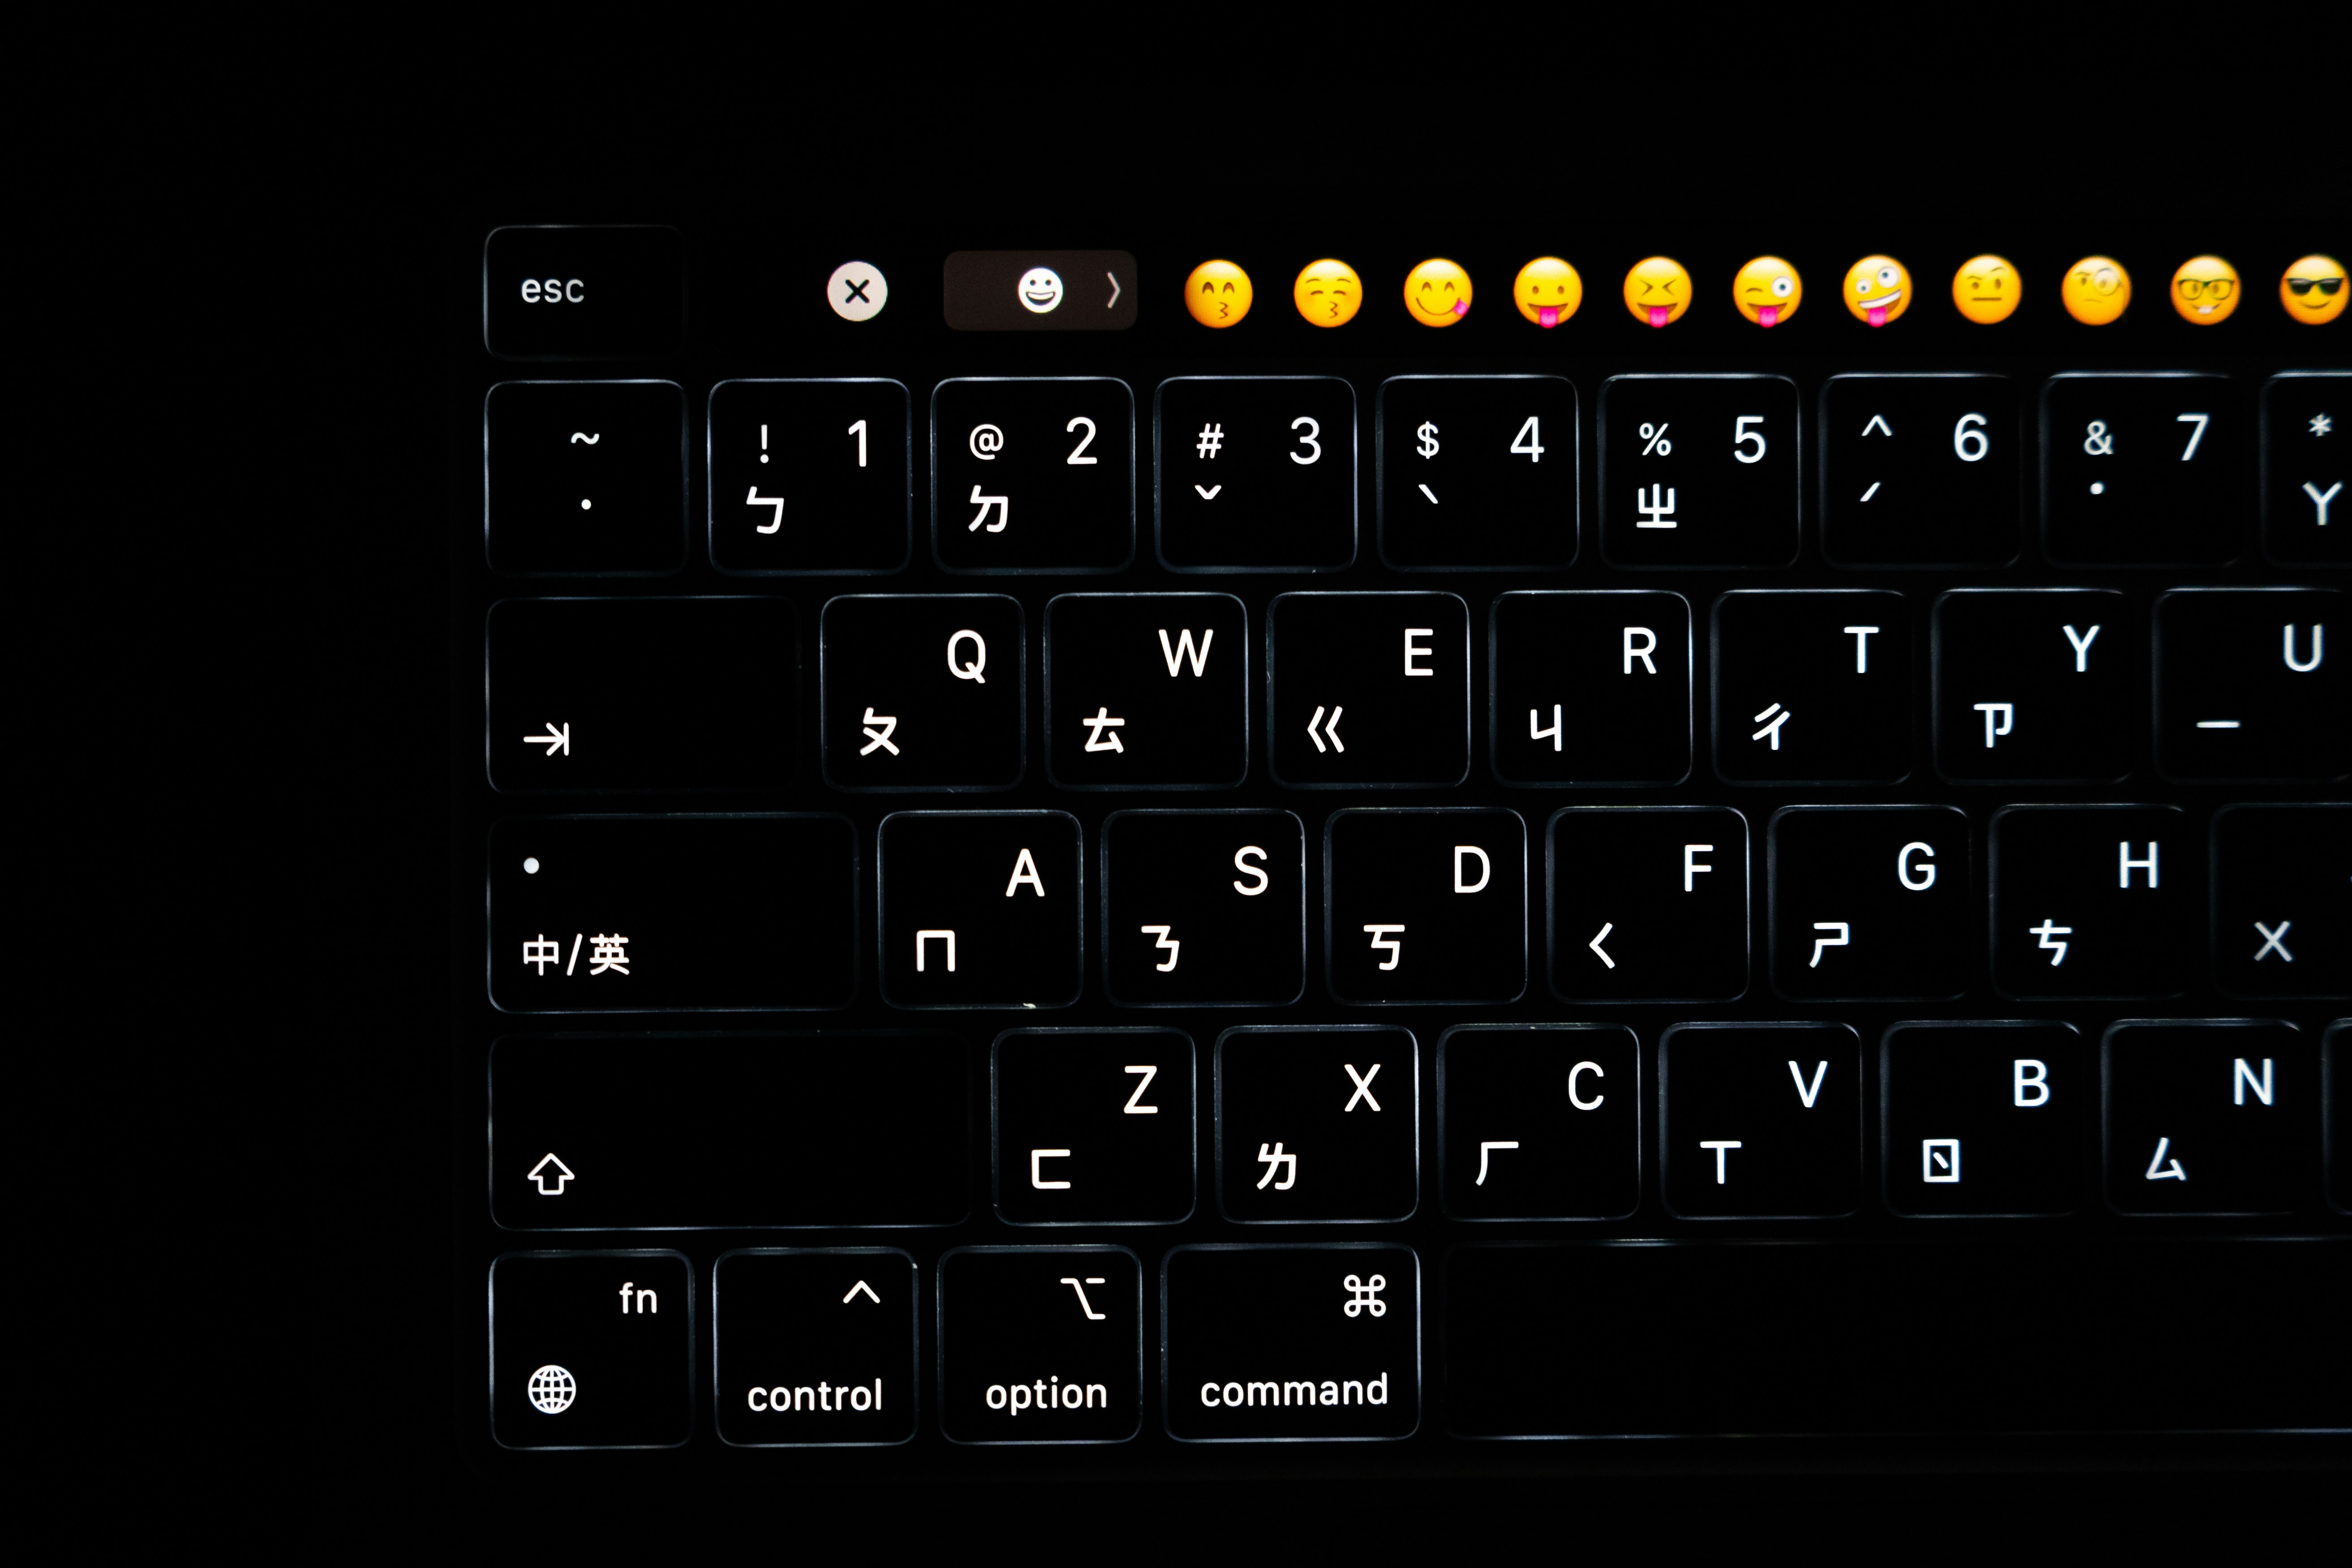 esc
~ ! 1 @ 2 # 3 $ 4 % 5 ^ 6 & 7 *
· ㄅ ㄉ ˇ ˋ ㄓ ˊ ˙ ㄚ
Q W E R T Y U
ㄆ ㄊ ㄍ ㄐ ㄔ ㄗ ㄧ
A S D F G H
中/英 ㄇ ㄋ ㄎ ㄑ ㄕ ㄘ ㄨ
Z X C V B N
ㄈ ㄌ ㄏ ㄒ ㄖ ㄙ
fn ^ ⌥ ⌘
control option command